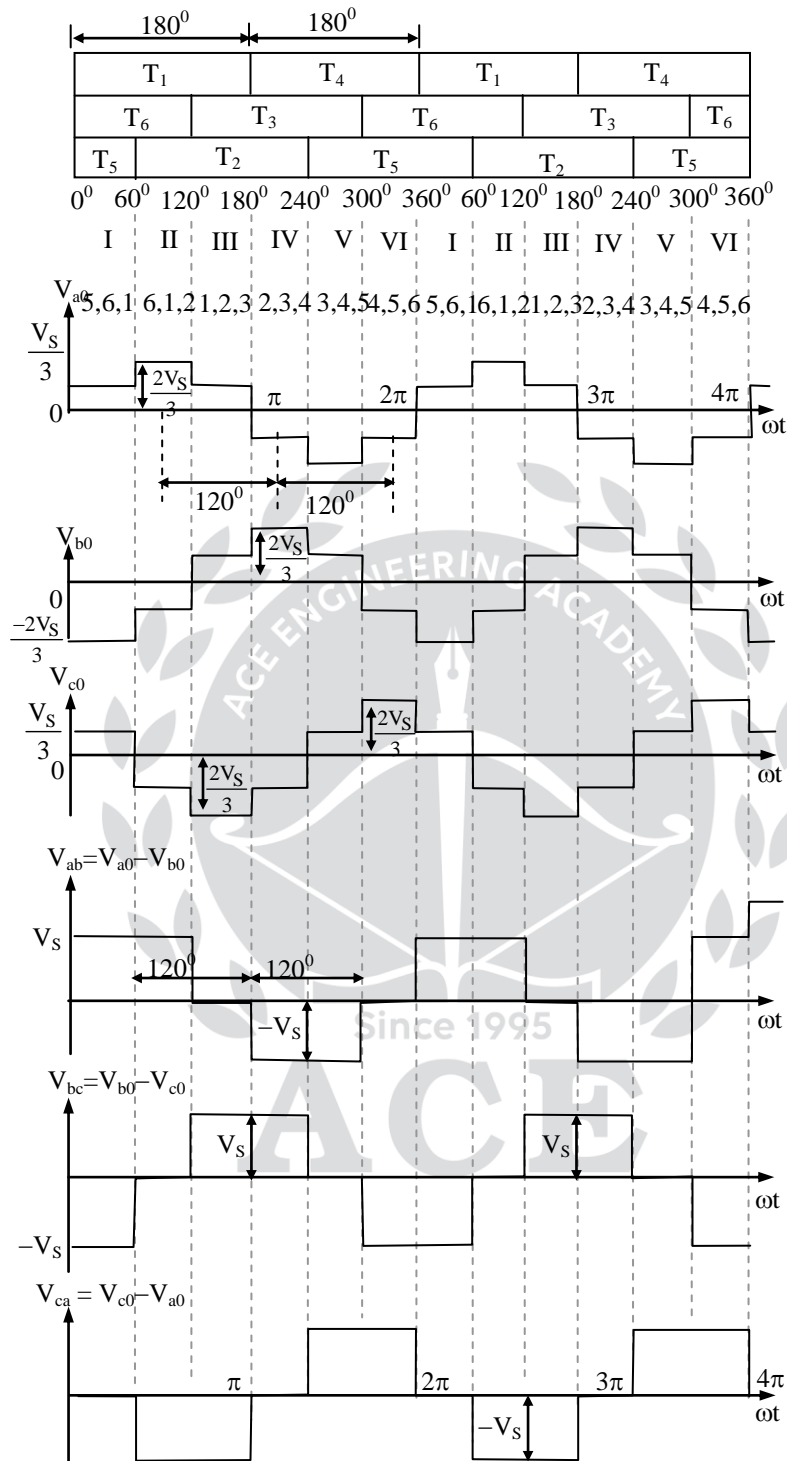 180⁰ 180⁰
T₁ T₄ T₁ T₄
T₆ T₃ T₆ T₃ T₆
T₅ T₂ T₅ T₂ T₅
0⁰ 60⁰ 120⁰ 180⁰ 240⁰ 300⁰ 360⁰ 60⁰ 120⁰ 180⁰ 240⁰ 300⁰ 360⁰
I II III IV V VI I II III IV V VI
Vₐ₀ 5,6,1 6,1,2 1,2,3 2,3,4 3,4,5 4,5,6 5,6,1 6,1,2 1,2,3 2,3,4 3,4,5 4,5,6
V_S/3
2V_S/3 π 2π 3π 4π
0 ωt
120⁰ 120⁰
V_b0
2V_S/3
0 ωt
-2V_S/3
V_c0
V_S/3 2V_S/3
0 ωt
2V_S/3
V_ab=V_a0–V_b0
V_S
120⁰ 120⁰
–V_S ωt
V_bc=V_b0–V_c0
V_S V_S
ωt
–V_S
V_ca = V_c0–V_a0
π 2π 3π 4π
ωt
–V_S
ACE ENGINEERING ACADEMY
Since 1995
ACE